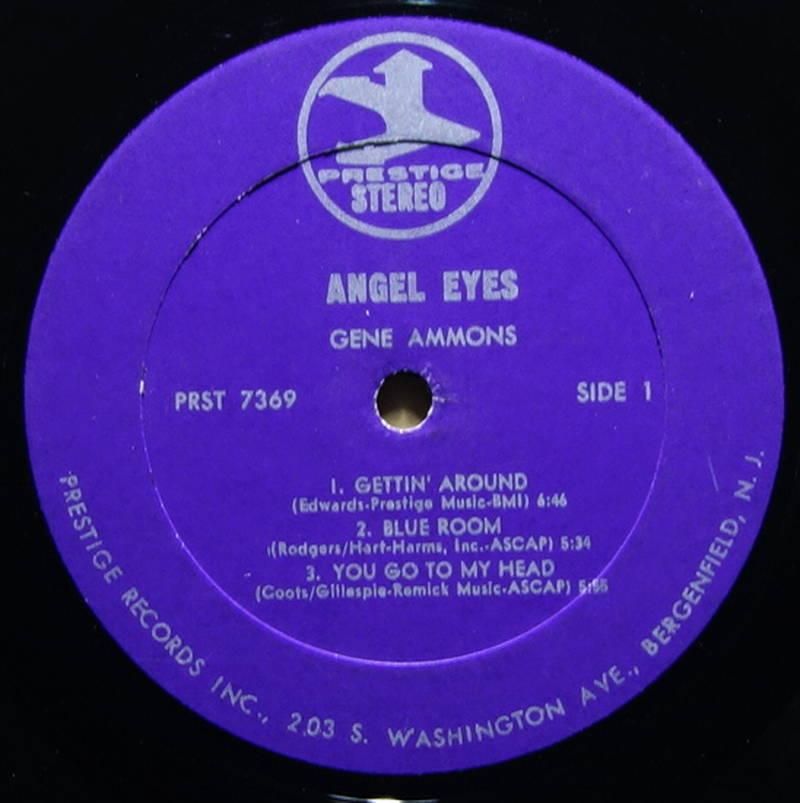 PRESTIGE
STEREO
ANGEL EYES
GENE AMMONS
PRST 7369
SIDE 1
1. GETTIN' AROUND
(Edwards-Prestige Music-BMI) 6:46
2. BLUE ROOM
(Rodgers/Hart-Harms, Inc.-ASCAP) 5:34
3. YOU GO TO MY HEAD
(Coots/Gillespie-Remick Music-ASCAP) 5:55
PRESTIGE RECORDS INC., 203 S. WASHINGTON AVE., BERGENFIELD, N. J.